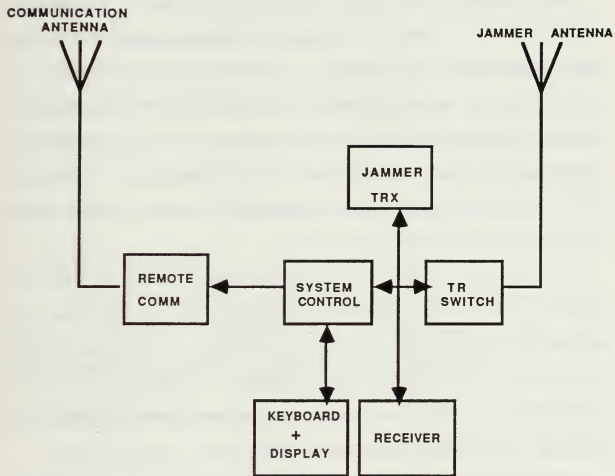 COMMUNICATION
ANTENNA
JAMMER ANTENNA
JAMMER
TRX
REMOTE
COMM
SYSTEM
CONTROL
TR
SWITCH
KEYBOARD
+
DISPLAY
RECEIVER